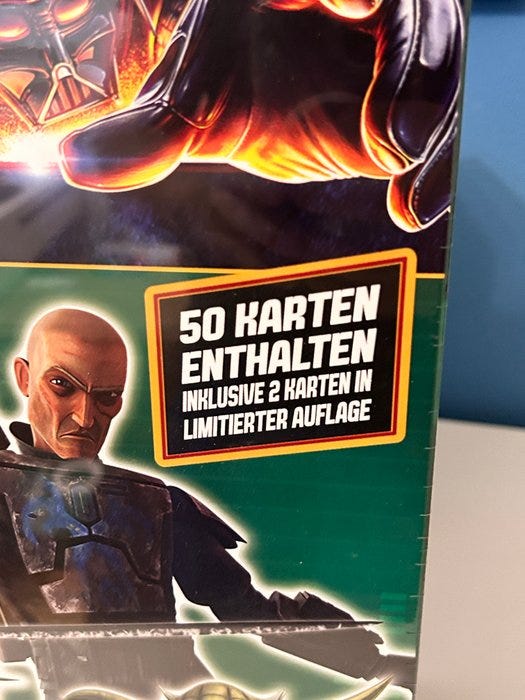 50 KARTEN
ENTHALTEN
INKLUSIVE 2 KARTEN IN
LIMITIERTER AUFLAGE